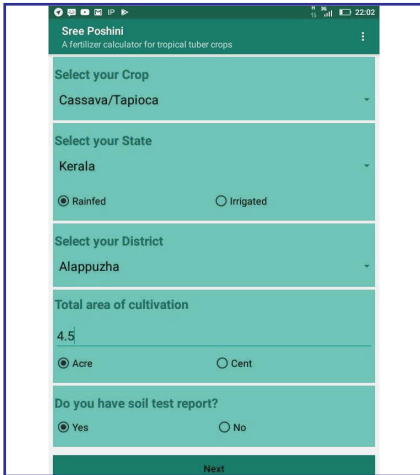 IP 22:02
Sree Poshini
A fertilizer calculator for tropical tuber crops
Select your Crop
Cassava/Tapioca
Select your State
Kerala
Rainfed Irrigated
Select your District
Alappuzha
Total area of cultivation
4.5
Acre Cent
Do you have soil test report?
Yes No
Next